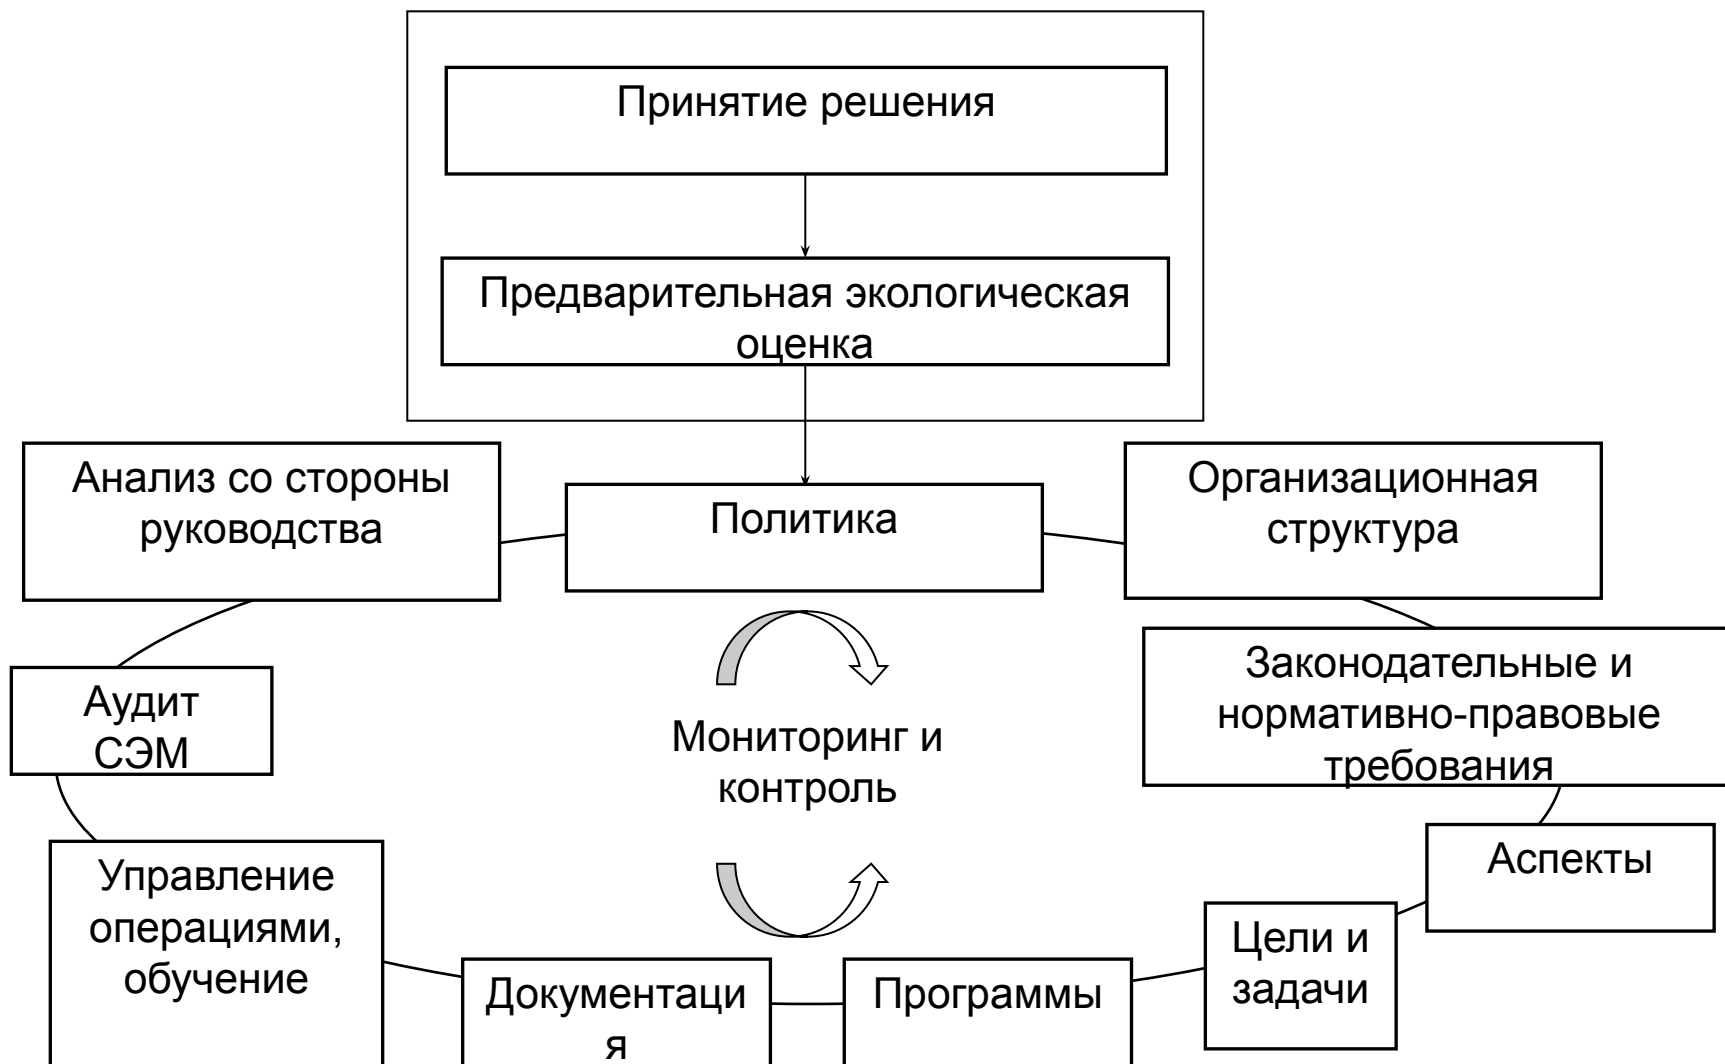 Принятие решения
Предварительная экологическая
оценка
Анализ со стороны
руководства
Политика
Организационная
структура
Законодательные и
нормативно-правовые
требования
Аудит
СЭМ
Мониторинг и
контроль
Аспекты
Управление
операциями,
обучение
Цели и
задачи
Документаци
я
Программы